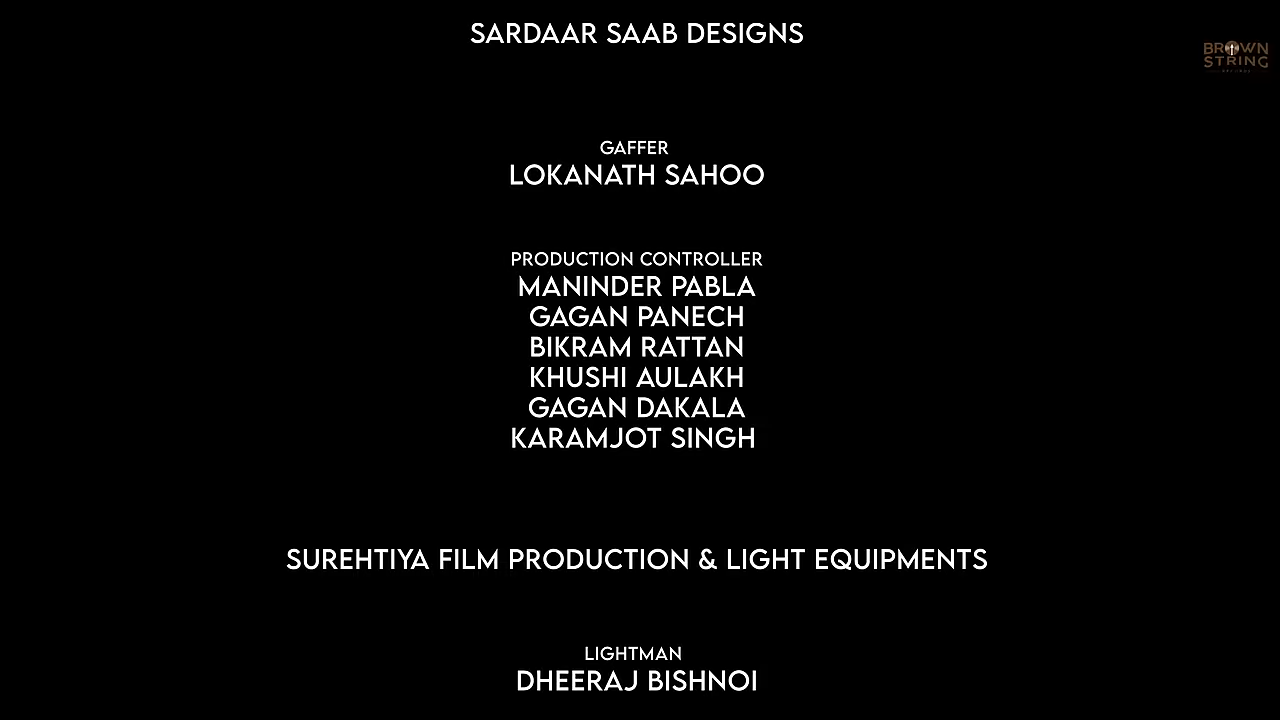 SARDAAR SAAB DESIGNS
BROWN
STRING
GAFFER
LOKANATH SAHOO
PRODUCTION CONTROLLER
MANINDER PABLA
GAGAN PANECH
BIKRAM RATTAN
KHUSHI AULAKH
GAGAN DAKALA
KARAMJOT SINGH
SUREHTIYA FILM PRODUCTION & LIGHT EQUIPMENTS
LIGHTMAN
DHEERAJ BISHNOI